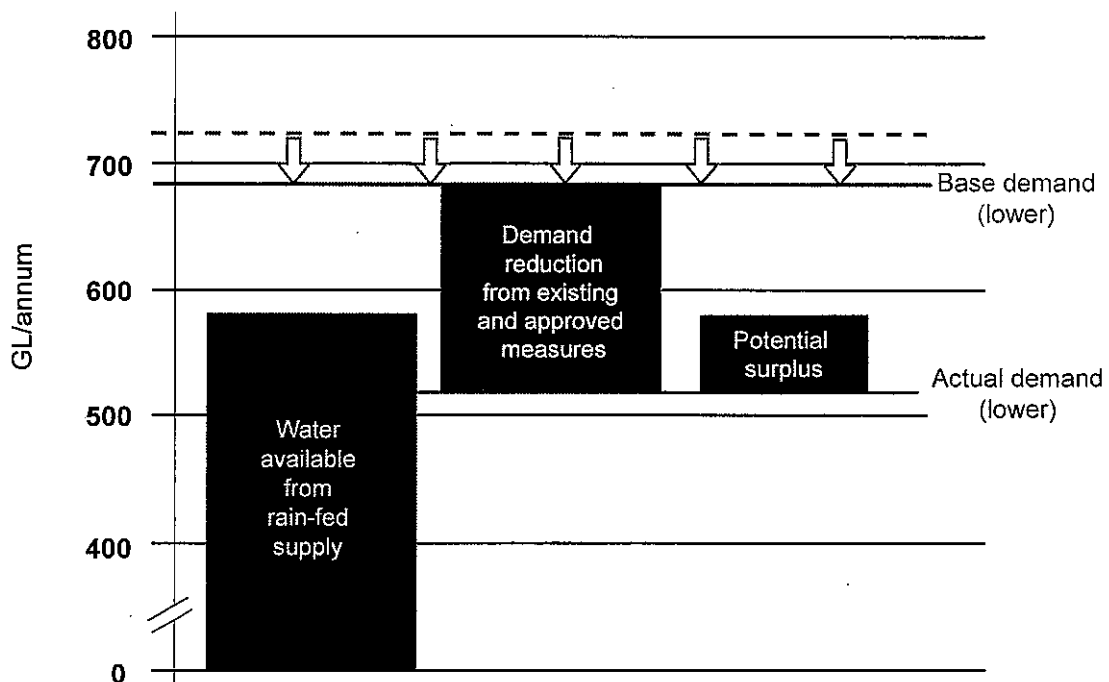 800
700
600
500
400
0
GL/annum
Base demand
(lower)
Demand
reduction
from existing
and approved
measures
Potential
surplus
Actual demand
(lower)
Water
available
from
rain-fed
supply